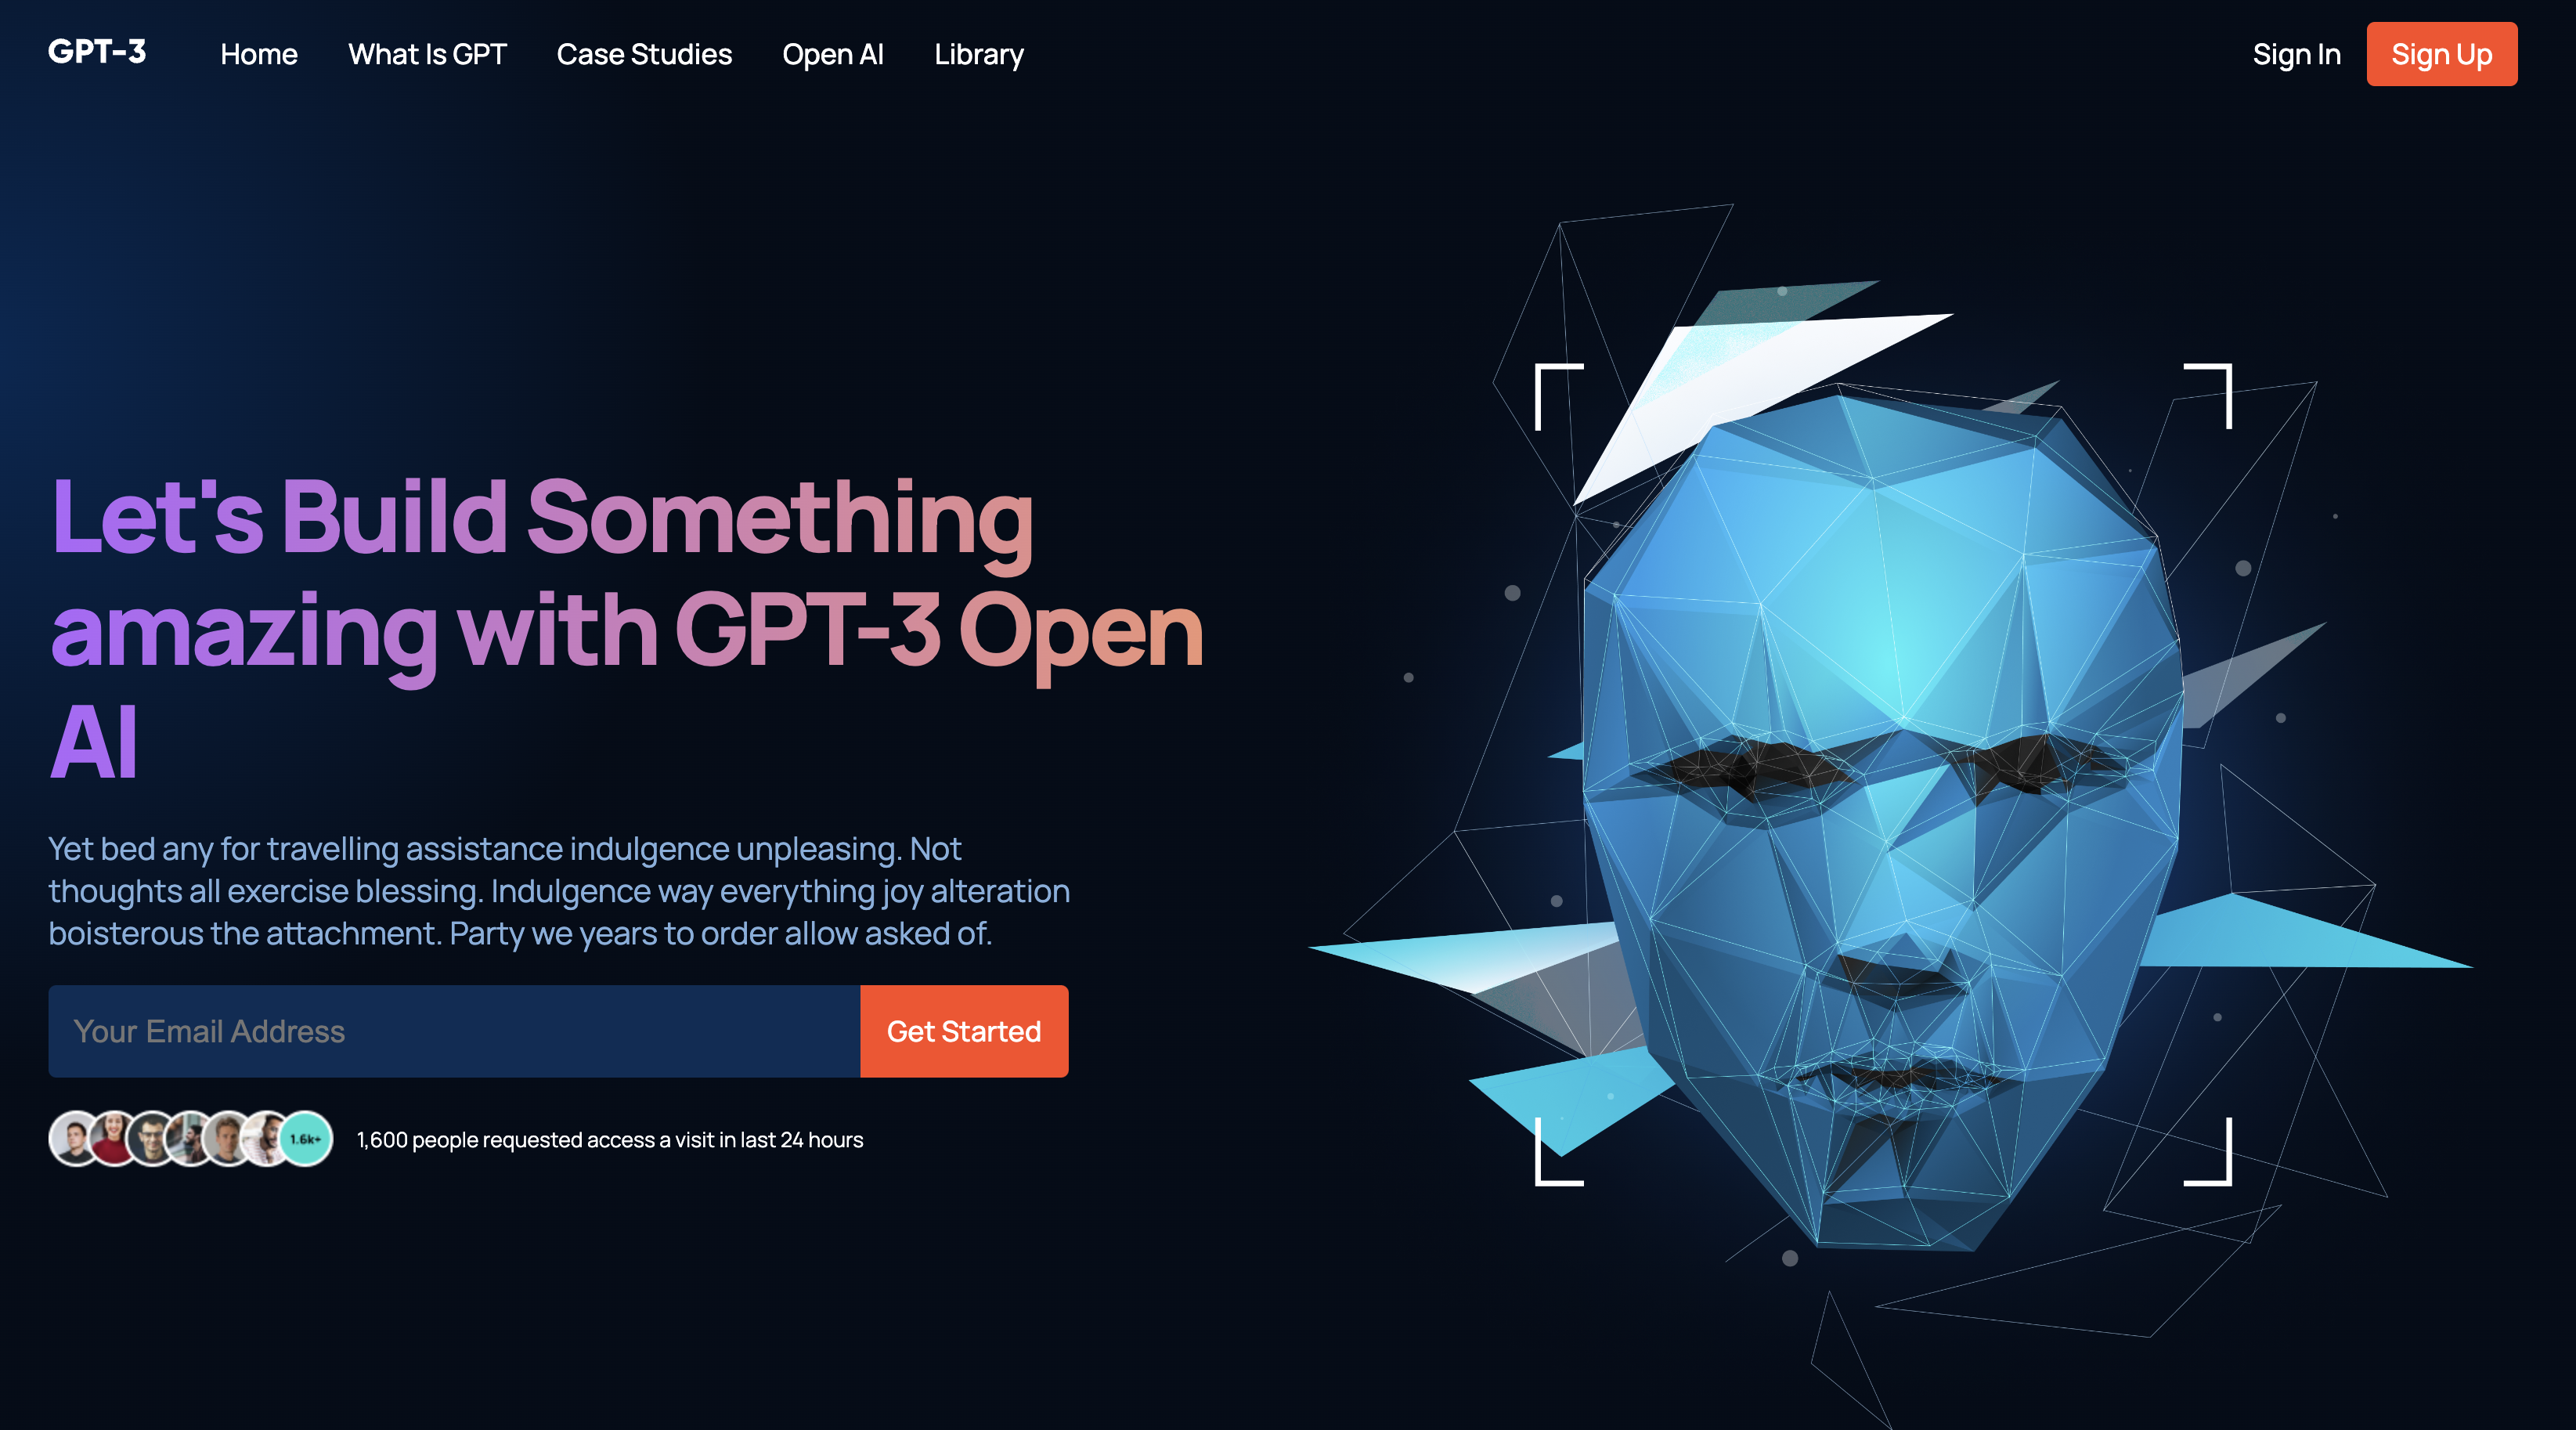 GPT-3
Home
What Is GPT
Case Studies
Open AI
Library
Sign In
Sign Up
Let's Build Something
amazing with GPT-3 Open
AI
Yet bed any for travelling assistance indulgence unpleasing. Not
thoughts all exercise blessing. Indulgence way everything joy alteration
boisterous the attachment. Party we years to order allow asked of.
Your Email Address
Get Started
1.6k+
1,600 people requested access a visit in last 24 hours